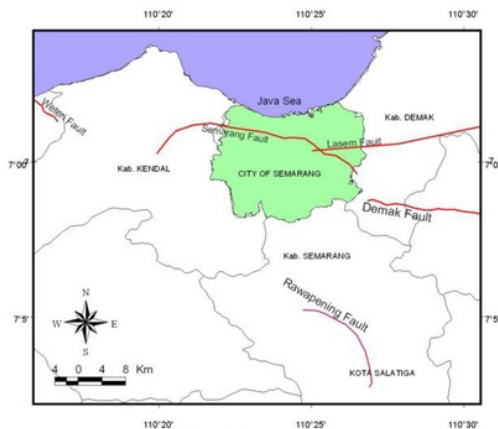 110°20'
110°25'
110°30'
Java Sea
Weleri Fault
Kab. DEMAK
Semarang Fault
Lasem Fault
7°00'
7°0
Kab. KENDAL
CITY OF SEMARANG
Demak Fault
Kab. SEMARANG
Rawapening Fault
N
W E
S
7°5'
7°5'
4 0 4 8 Km
KOTA SALATIGA
110°20'
110°25'
110°30'